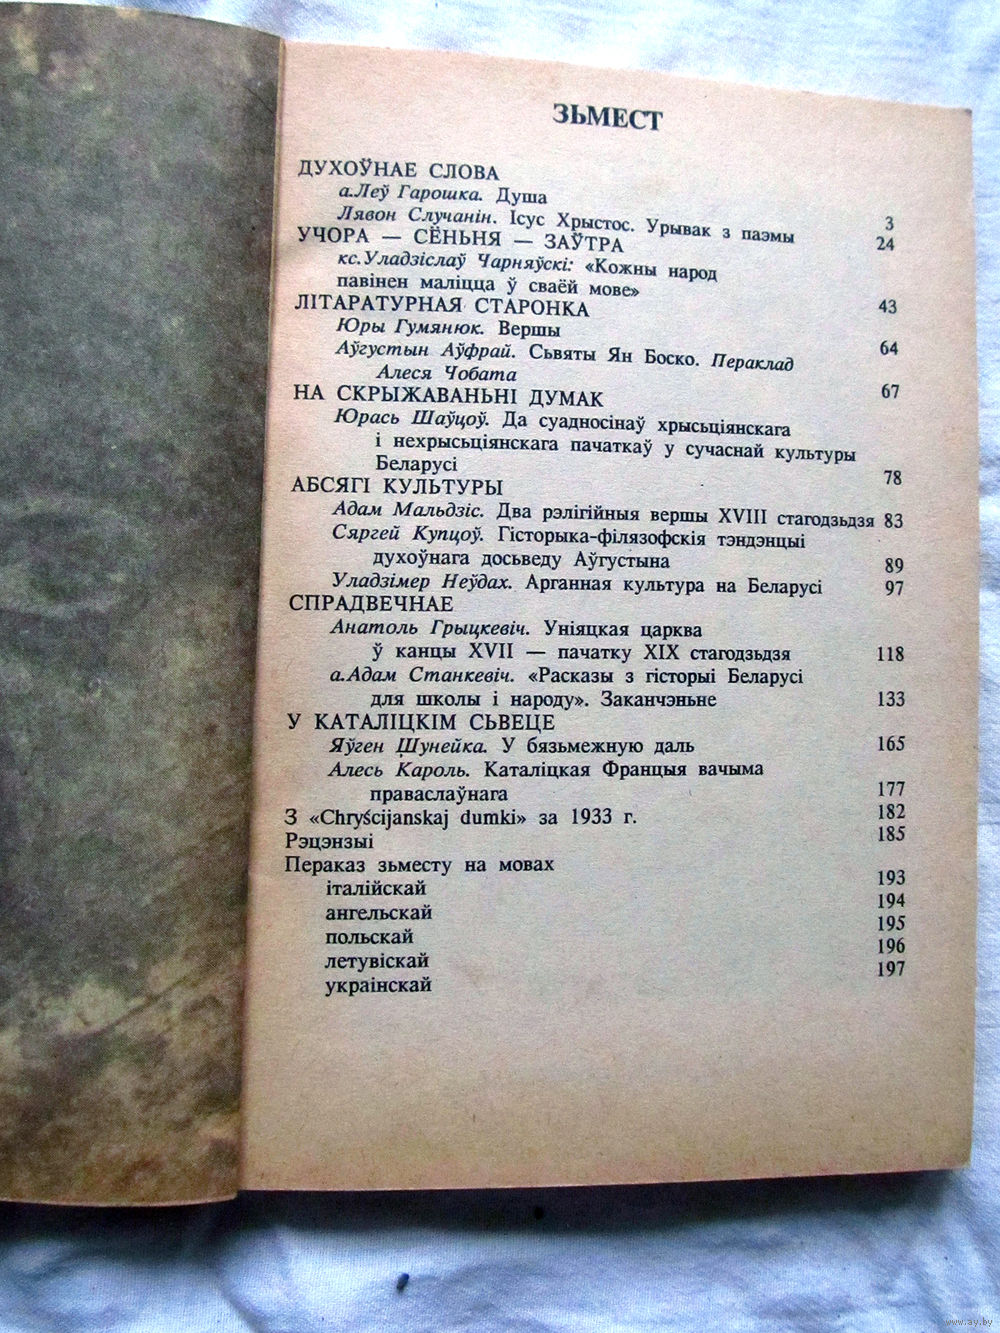 ЗЬМЕСТ
ДУХОЎНАЕ СЛОВА
а.Леў Гарошка. Душа 3
Лявон Случанін. Ісус Хрыстос. Урывак з паэмы 24
УЧОРА — СЁНЬНЯ — ЗАЎТРА
кс.Уладзіслаў Чарняўскі: «Кожны народ
павінен маліцца ў сваёй мове» 43
ЛІТАРАТУРНАЯ СТАРОНКА
Юры Гумянюк. Вершы 64
Аўгустын Аўфрай. Сьвяты Ян Боско. Пераклад
Алеся Чобата 67
НА СКРЫЖАВАНЬНІ ДУМАК
Юрась Шаўцоў. Да суадносінаў хрысьціянскага
і нехрысьціянскага пачаткаў у сучаснай культуры
Беларусі 78
АБСЯГІ КУЛЬТУРЫ
Адам Мальдзіс. Два рэлігійныя вершы XVIII стагодзьдзя 83
Сяргей Купцоў. Гісторыка-філязофскія тэндэнцыі
духоўнага досьведу Аўгустына 89
Уладзімер Неўдах. Арганная культура на Беларусі 97
СПРАДВЕЧНАЕ
Анатоль Грыцкевіч. Уніяцкая царква
ў канцы XVII — пачатку XIX стагодзьдзя 118
а.Адам Станкевіч. «Расказы з гісторыі Беларусі
для школы і народу». Заканчэньне 133
У КАТАЛІЦКІМ СЬВЕЦЕ
Яўген Шунейка. У бязьмежную даль 165
Алесь Кароль. Каталіцкая Францыя вачыма
праваслаўнага 177
З «Chryścijanskaj dumki» за 1933 г. 182
Рэцэнзыі 185
Пераказ зьместу на мовах
італійскай 193
ангельскай 194
польскай 195
летувіскай 196
украінскай 197
www.ay.by